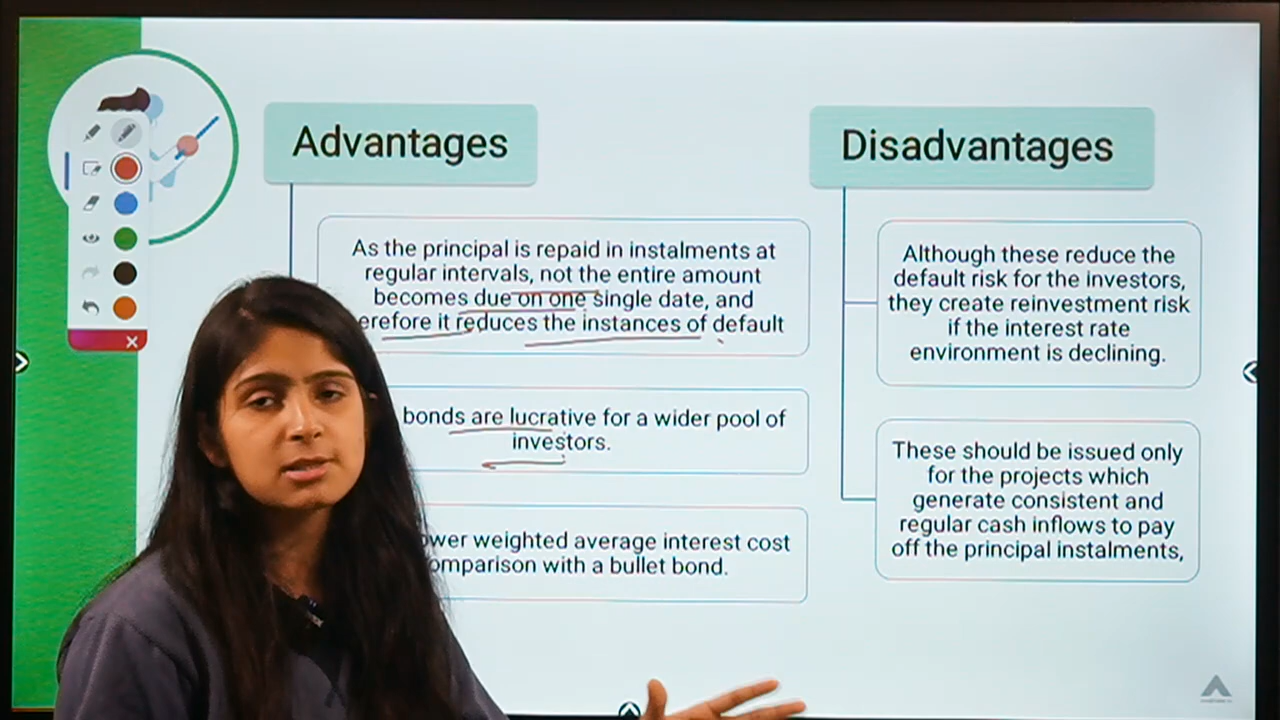 Advantages
As the principal is repaid in instalments at
regular intervals, not the entire amount
becomes due on one single date, and
it reduces the instances of default
bonds are lucrative for a wider pool of
investors.
weighted average interest cost
with a bullet bond.
Disadvantages
Although these reduce the
default risk for the investors,
they create reinvestment risk
if the interest rate
environment is declining.
These should be issued only
for the projects which
generate consistent and
regular cash inflows to pay
off the principal instalments,